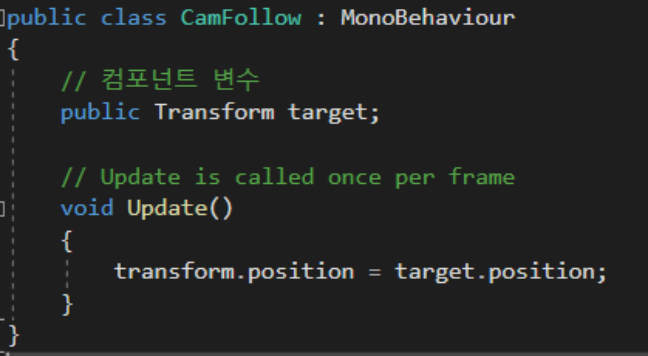 public class CamFollow : MonoBehaviour
{
// 컴포넌트 변수
public Transform target;
// Update is called once per frame
void Update()
{
transform.position = target.position;
}
}